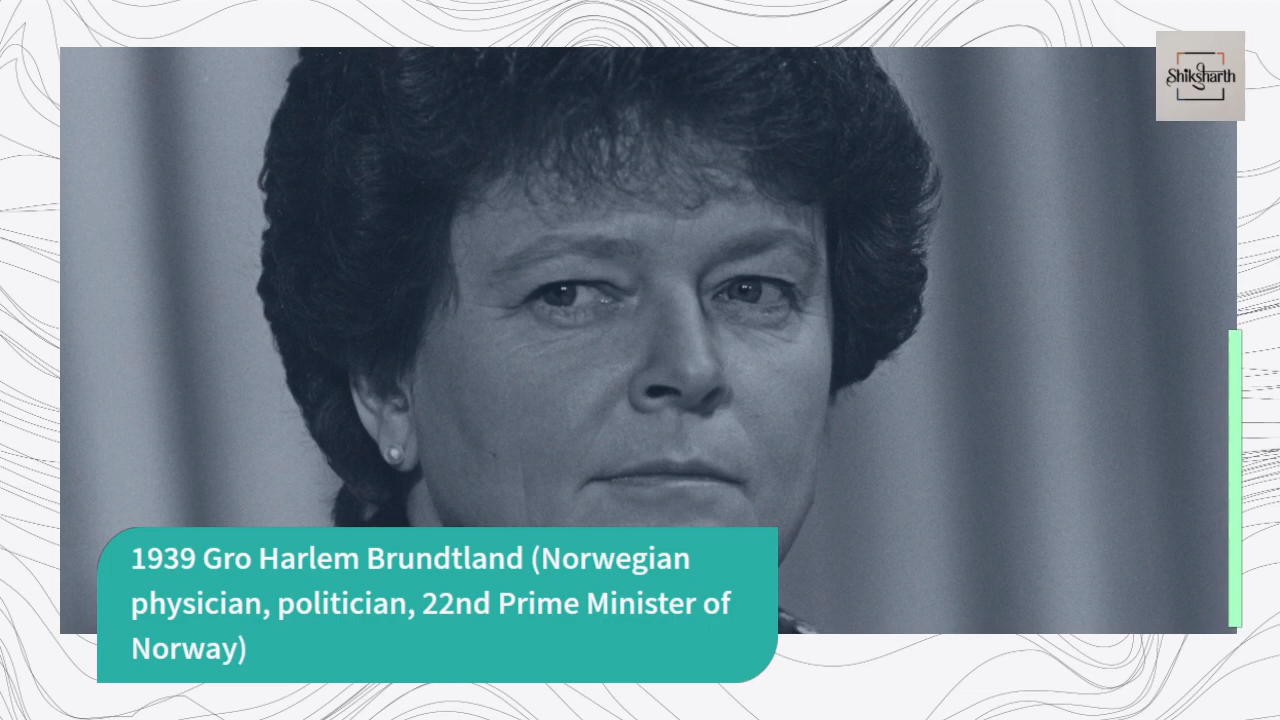 Shiksharth
1939 Gro Harlem Brundtland (Norwegian
physician, politician, 22nd Prime Minister of
Norway)